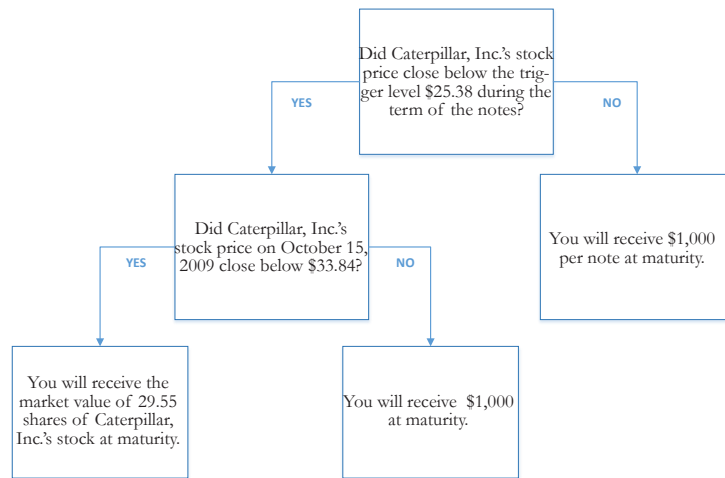 Did Caterpillar, Inc.'s stock
price close below the trig-
ger level $25.38 during the
term of the notes?
YES
NO
Did Caterpillar, Inc.'s
stock price on October 15,
2009 close below $33.84?
You will receive $1,000
per note at maturity.
YES
NO
You will receive the
market value of 29.55
shares of Caterpillar,
Inc.'s stock at maturity.
You will receive $1,000
at maturity.